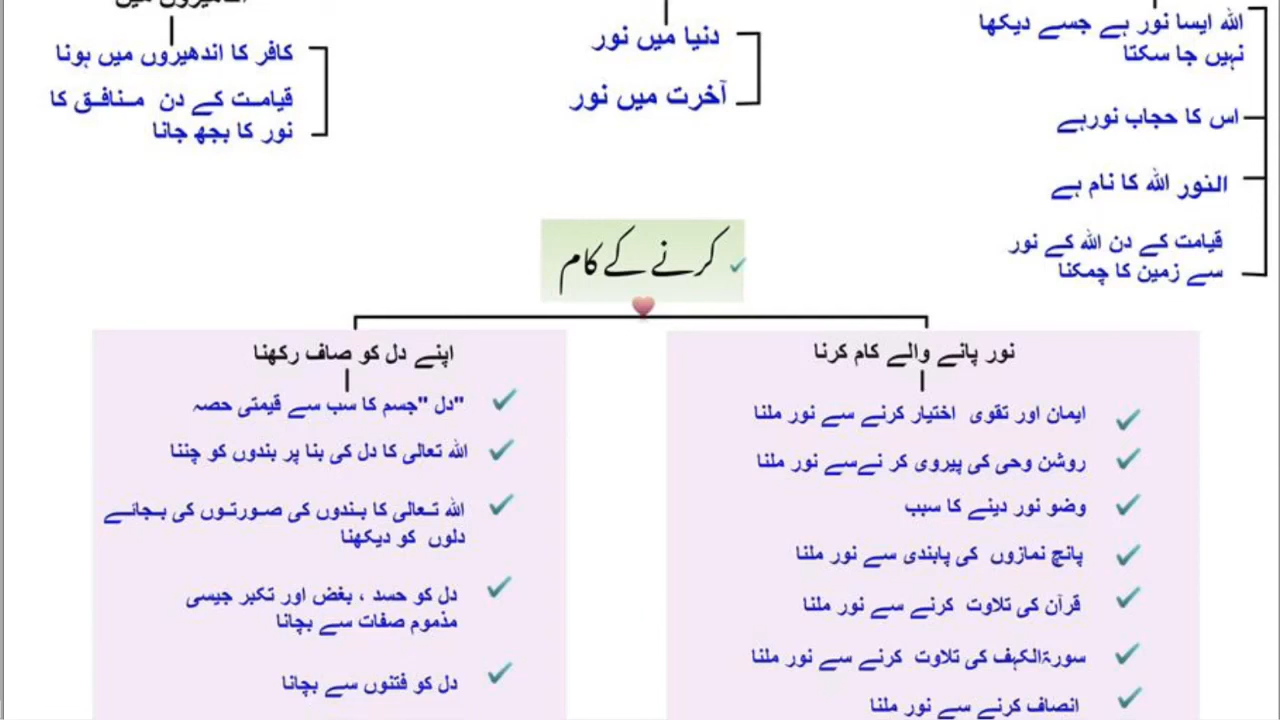 اللہ ایسا نور ہے جسے دیکھا
نہیں جا سکتا
اس کا حجاب نورہے
النور اللہ کا نام ہے
قیامت کے دن اللہ کے نور
سے زمین کا چمکنا
دنیا میں نور
آخرت میں نور
کافر کا اندھیروں میں ہونا
قیامت کے دن منافق کا
نور کا بجھ جانا
کرنے کے کام
نور پانے والے کام کرنا
ایمان اور تقوی اختیار کرنے سے نور ملنا
روشن وحی کی پیروی کر نےسے نور ملنا
وضو نور دینے کا سبب
پانچ نمازوں کی پابندی سے نور ملنا
قرآن کی تلاوت کرنے سے نور ملنا
سورۃالکہف کی تلاوت کرنے سے نور ملنا
انصاف کرنے سے نور ملنا
اپنے دل کو صاف رکھنا
"دل "جسم کا سب سے قیمتی حصہ
اللہ تعالی کا دل کی بنا پر بندوں کو چننا
اللہ تعالی کا بندوں کی صورتوں کی بجائے
دلوں کو دیکھنا
دل کو حسد ، بغض اور تکبر جیسی
مذموم صفات سے بچانا
دل کو فتنوں سے بچانا